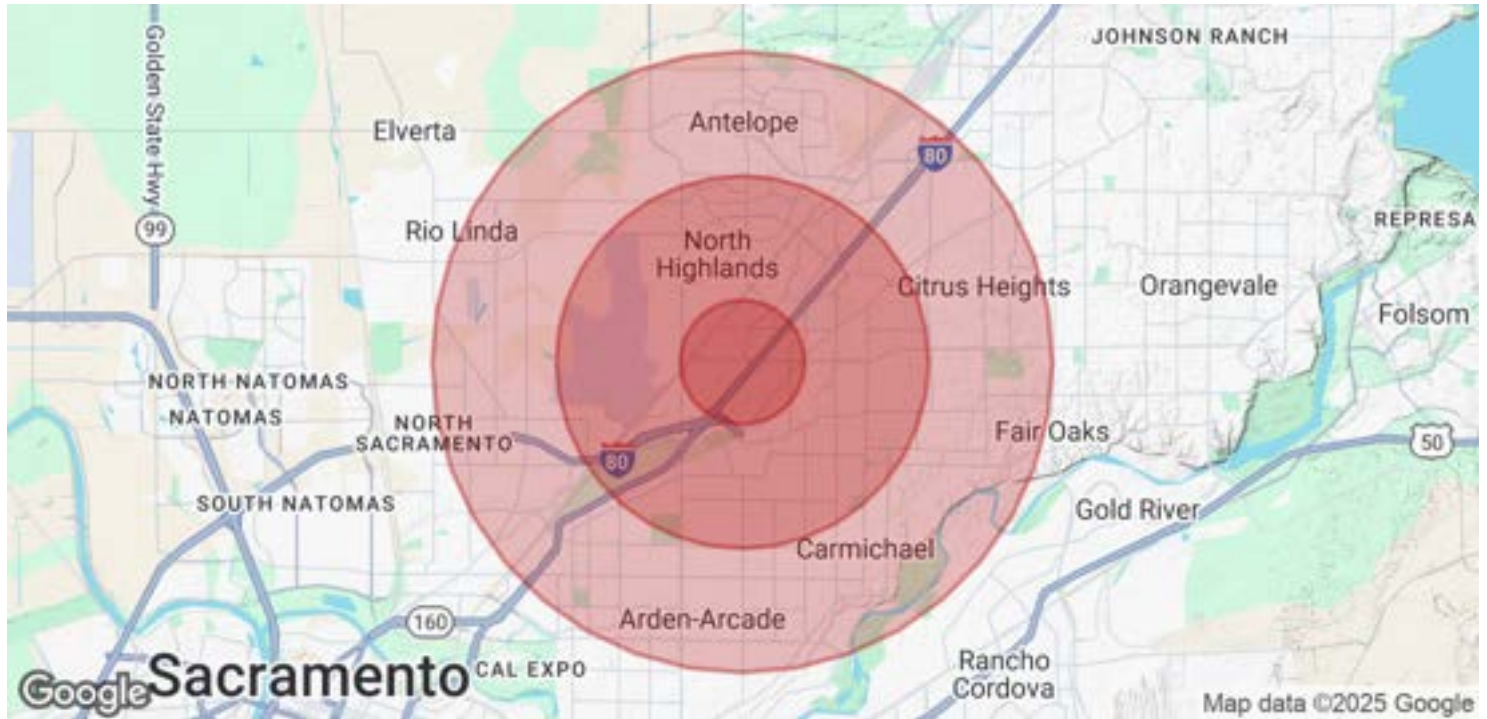 JOHNSON RANCH
Golden State Hwy
Antelope
Elverta
80
99
Rio Linda
REPRESA
North
Highlands
Citrus Heights
Orangevale
Folsom
NORTH NATOMAS
NATOMAS
NORTH
SACRAMENTO
Fair Oaks
50
80
SOUTH NATOMAS
Gold River
Carmichael
160
Arden-Arcade
Rancho
Cordova
CAL EXPO
Sacramento
Google
Map data ©2025 Google